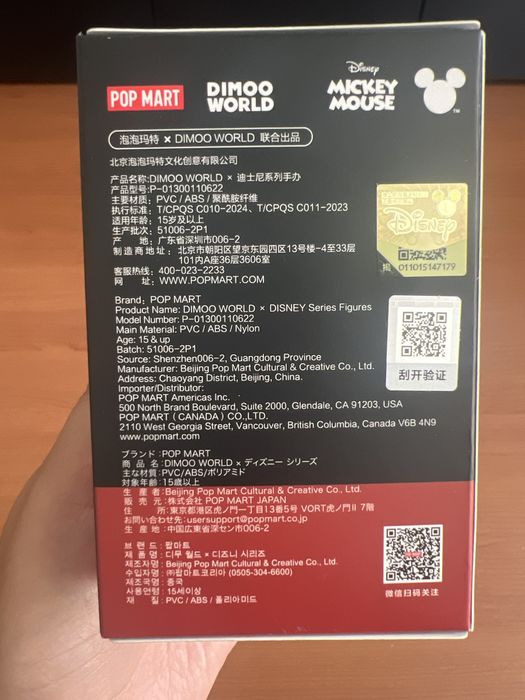 POP MART
DIMOO
WORLD
Disney
MICKEY
MOUSE
TM
泡泡玛特 × DIMOO WORLD 联合出品
北京泡泡玛特文化创意有限公司
产品名称:DIMOO WORLD × 迪士尼系列手办
产品型号:P-01300110622
主要材质: PVC / ABS / 聚酰胺纤维
执行标准: T/CPQS C010-2024、T/CPQS C011-2023
适用年龄: 15岁及以上
生产批次: 51006-2P1
产 地: 广东省深圳市006-2
制造商地址: 北京市朝阳区望京东园四区13号楼-4至33层
101内A座36层3606室
客服热线: 400-023-2233
网 址: WWW.POPMART.COM
Disney
揭 011015147179
刮开验证
Brand: POP MART
Product Name: DIMOO WORLD × DISNEY Series Figures
Model Number: P-01300110622
Main Material: PVC / ABS / Nylon
Age: 15 & up
Batch: 51006-2P1
Source: Shenzhen006-2, Guangdong Province
Manufacturer: Beijing Pop Mart Cultural & Creative Co., Ltd.
Address: Chaoyang District, Beijing, China.
Importer/Distributor:
POP MART Americas Inc.
500 North Brand Boulevard, Suite 2000, Glendale, CA 91203, USA
POP MART (CANADA) CO.,LTD.
2110 West Georgia Street, Vancouver, British Columbia, Canada V6B 4N9
www.popmart.com
ブランド: POP MART
商 品 名: DIMOO WORLD × ディズニー シリーズ
主な材質: PVC/ABS/ポリアミド
対象年齢: 15歳以上
生 産 者: Beijing Pop Mart Cultural & Creative Co., Ltd.
販 売 元: 株式会社 POP MART JAPAN
住 所: 東京都港区虎ノ門一丁目13番5号 VORT虎ノ門II 7階
お問い合わせ先: usersupport@popmart.co.jp
生 産 地: 中国広東省深セン市006-2
브 랜 드: 팝마트
제 품 명: 디무 월드 × 디즈니 시리즈
제조자명: Beijing Pop Mart Cultural & Creative Co., Ltd.
수입자명: ㈜팝마트코리아 (0505-304-6600)
제조국명: 중국
사용연령: 15세이상
재 질: PVC / ABS / 폴리아미드
微信扫码关注